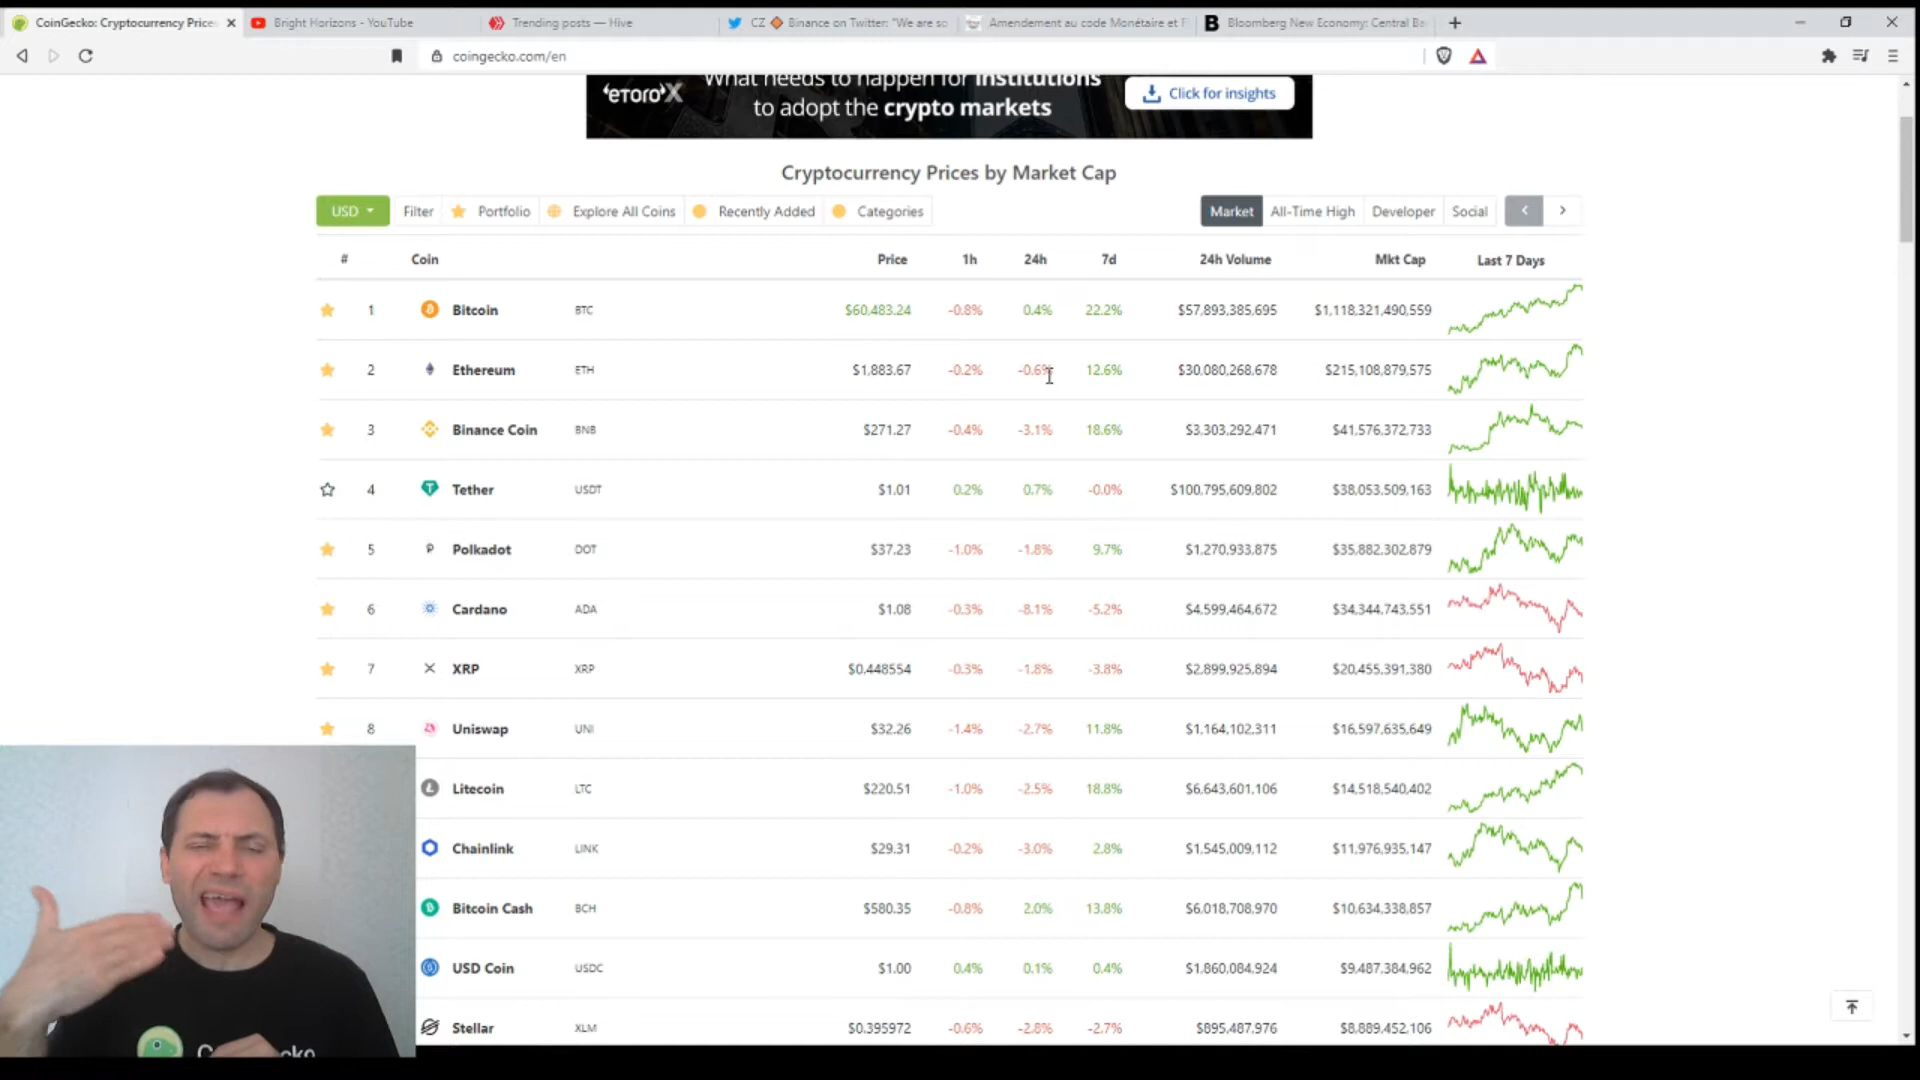 CoinGecko: Cryptocurrency Prices
Bright Horizons - YouTube
Trending posts — Hive
CZ 🔶 Binance on Twitter: "We are so
Amendement au code Monétaire et F
Bloomberg New Economy: Central Ba
coingecko.com/en
eToroX
What needs to happen for institutions
to adopt the crypto markets
Click for insights
Cryptocurrency Prices by Market Cap
USD Filter Portfolio Explore All Coins Recently Added Categories Market All-Time High Developer Social
# Coin Price 1h 24h 7d 24h Volume Mkt Cap Last 7 Days
1 Bitcoin BTC $60,483.24 -0.8% 0.4% 22.2% $57,893,385,695 $1,118,321,490,559
2 Ethereum ETH $1,883.67 -0.2% -0.6% 12.6% $30,080,268,678 $215,108,879,575
3 Binance Coin BNB $271.27 -0.4% -3.1% 18.6% $3,303,292,471 $41,576,372,733
4 Tether USDT $1.01 0.2% 0.7% -0.0% $100,795,609,802 $38,053,509,163
5 Polkadot DOT $37.23 -1.0% -1.8% 9.7% $1,270,933,875 $35,882,302,879
6 Cardano ADA $1.08 -0.3% -8.1% -5.2% $4,599,464,672 $34,344,743,551
7 XRP XRP $0.448554 -0.3% -1.8% -3.8% $2,899,925,894 $20,455,391,380
8 Uniswap UNI $32.26 -1.4% -2.7% 11.8% $1,164,102,311 $16,597,635,649
Litecoin LTC $220.51 -1.0% -2.5% 18.8% $6,643,601,106 $14,518,540,402
Chainlink LINK $29.31 -0.2% -3.0% 2.8% $1,545,009,112 $11,976,935,147
Bitcoin Cash BCH $580.35 -0.8% 2.0% 13.8% $6,018,708,970 $10,634,338,857
USD Coin USDC $1.00 0.4% 0.1% 0.4% $1,860,084,924 $9,487,384,962
Stellar XLM $0.395972 -0.6% -2.8% -2.7% $895,487,976 $8,889,452,106